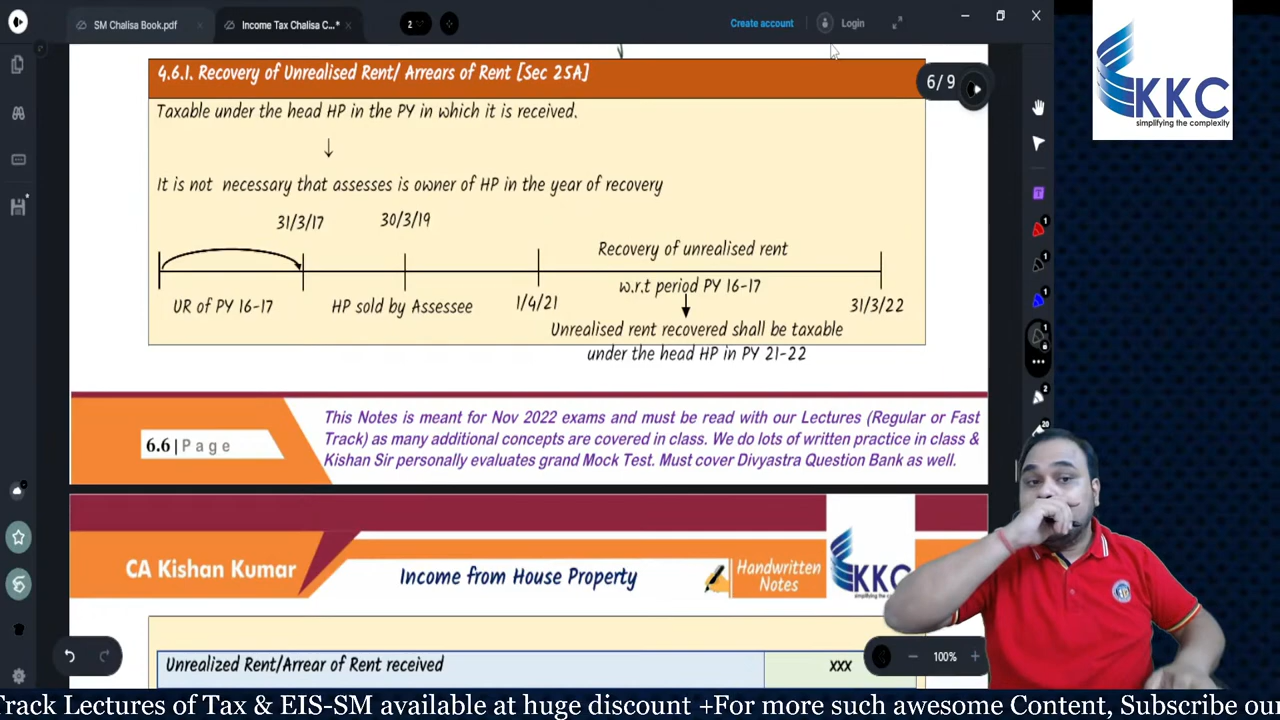 SM Chalisa Book.pdf
Income Tax Chalisa C...*
2
Create account
Login
4.6.1. Recovery of Unrealised Rent/ Arrears of Rent [Sec 25A]
6/9
KKC
simplifying the complexity
Taxable under the head HP in the PY in which it is received.
↓
It is not necessary that assesses is owner of HP in the year of recovery
31/3/17
30/3/19
Recovery of unrealised rent
w.r.t period PY 16-17
UR of PY 16-17
HP sold by Assessee
1/4/21
31/3/22
Unrealised rent recovered shall be taxable
under the head HP in PY 21-22
This Notes is meant for Nov 2022 exams and must be read with our Lectures (Regular or Fast
Track) as many additional concepts are covered in class. We do lots of written practice in class &
Kishan Sir personally evaluates grand Mock Test. Must cover Divyastra Question Bank as well.
6.6 | Page
CA Kishan Kumar
Income from House Property
Handwritten
Notes
KKC
simplifying the complexity
Unrealized Rent/Arrear of Rent received
xxx
100%
Track Lectures of Tax & EIS-SM available at huge discount +For more such awesome Content, Subscribe our